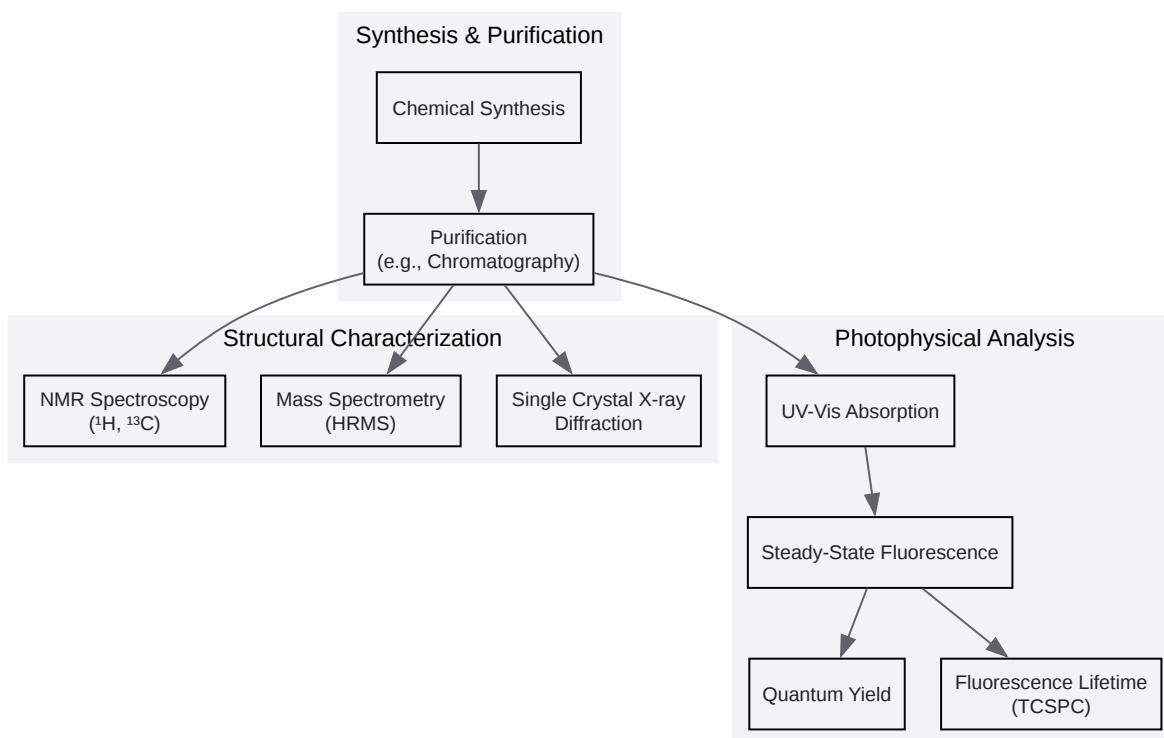 Synthesis & Purification
Chemical Synthesis
Purification
(e.g., Chromatography)
Structural Characterization
NMR Spectroscopy
(¹H, ¹³C)
Mass Spectrometry
(HRMS)
Single Crystal X-ray
Diffraction
Photophysical Analysis
UV-Vis Absorption
Steady-State Fluorescence
Quantum Yield
Fluorescence Lifetime
(TCSPC)